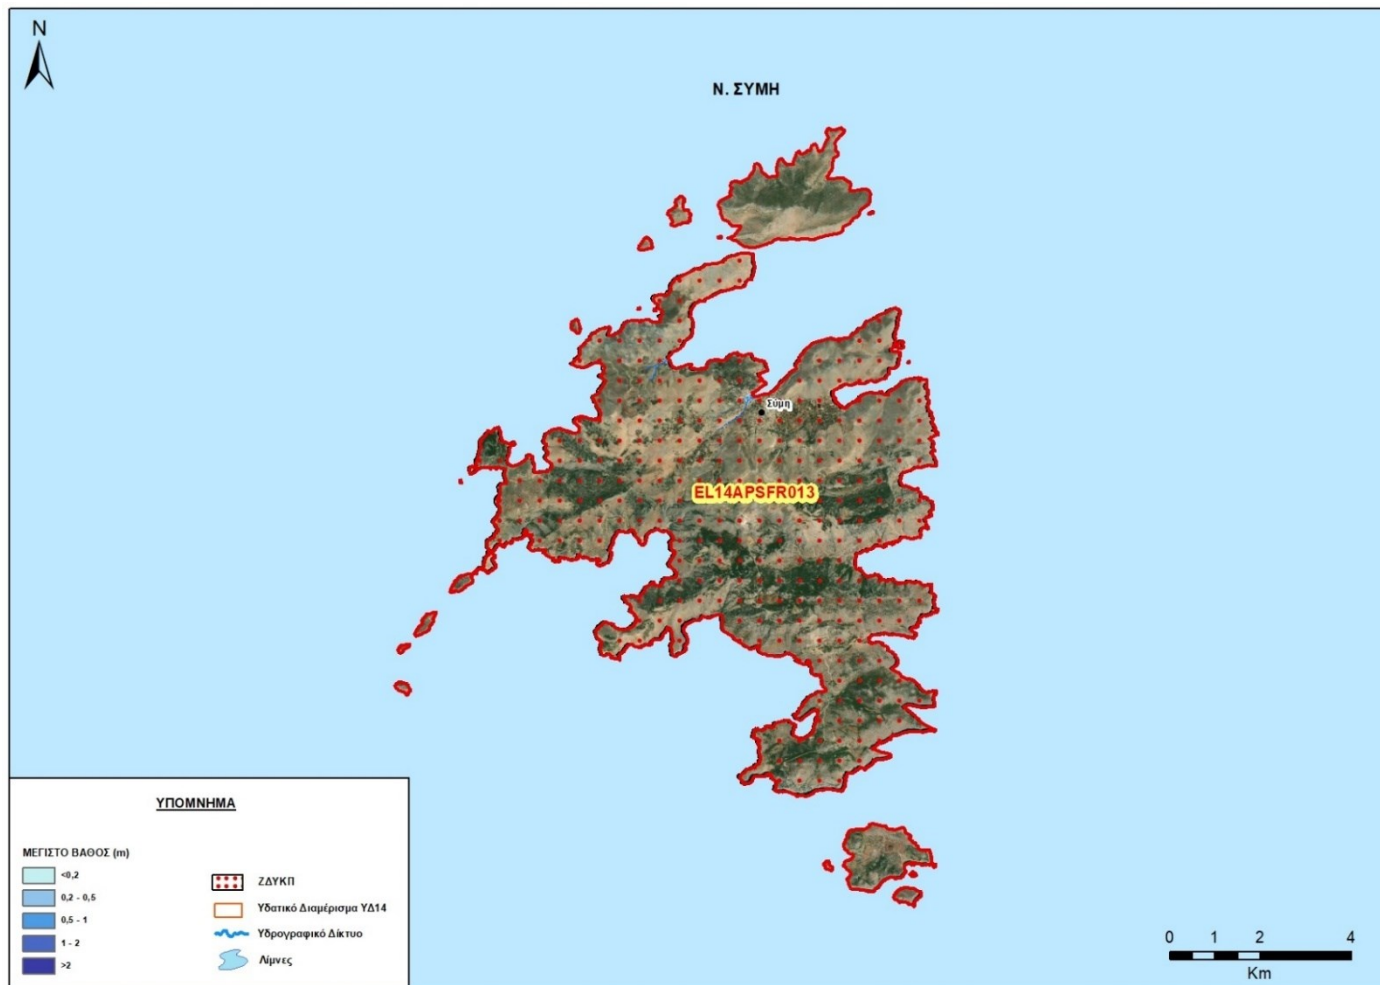 N
Ν. ΣΥΜΗ
Σύμη
EL14APSFR013
ΥΠΟΜΝΗΜΑ
ΜΕΓΙΣΤΟ ΒΑΘΟΣ (m)
<0,2
0,2 - 0,5
0,5 - 1
1 - 2
>2
ΖΔΥΚΠ
Υδατικό Διαμέρισμα ΥΔ14
Υδρογραφικό Δίκτυο
Λίμνες
0 1 2 4
Km